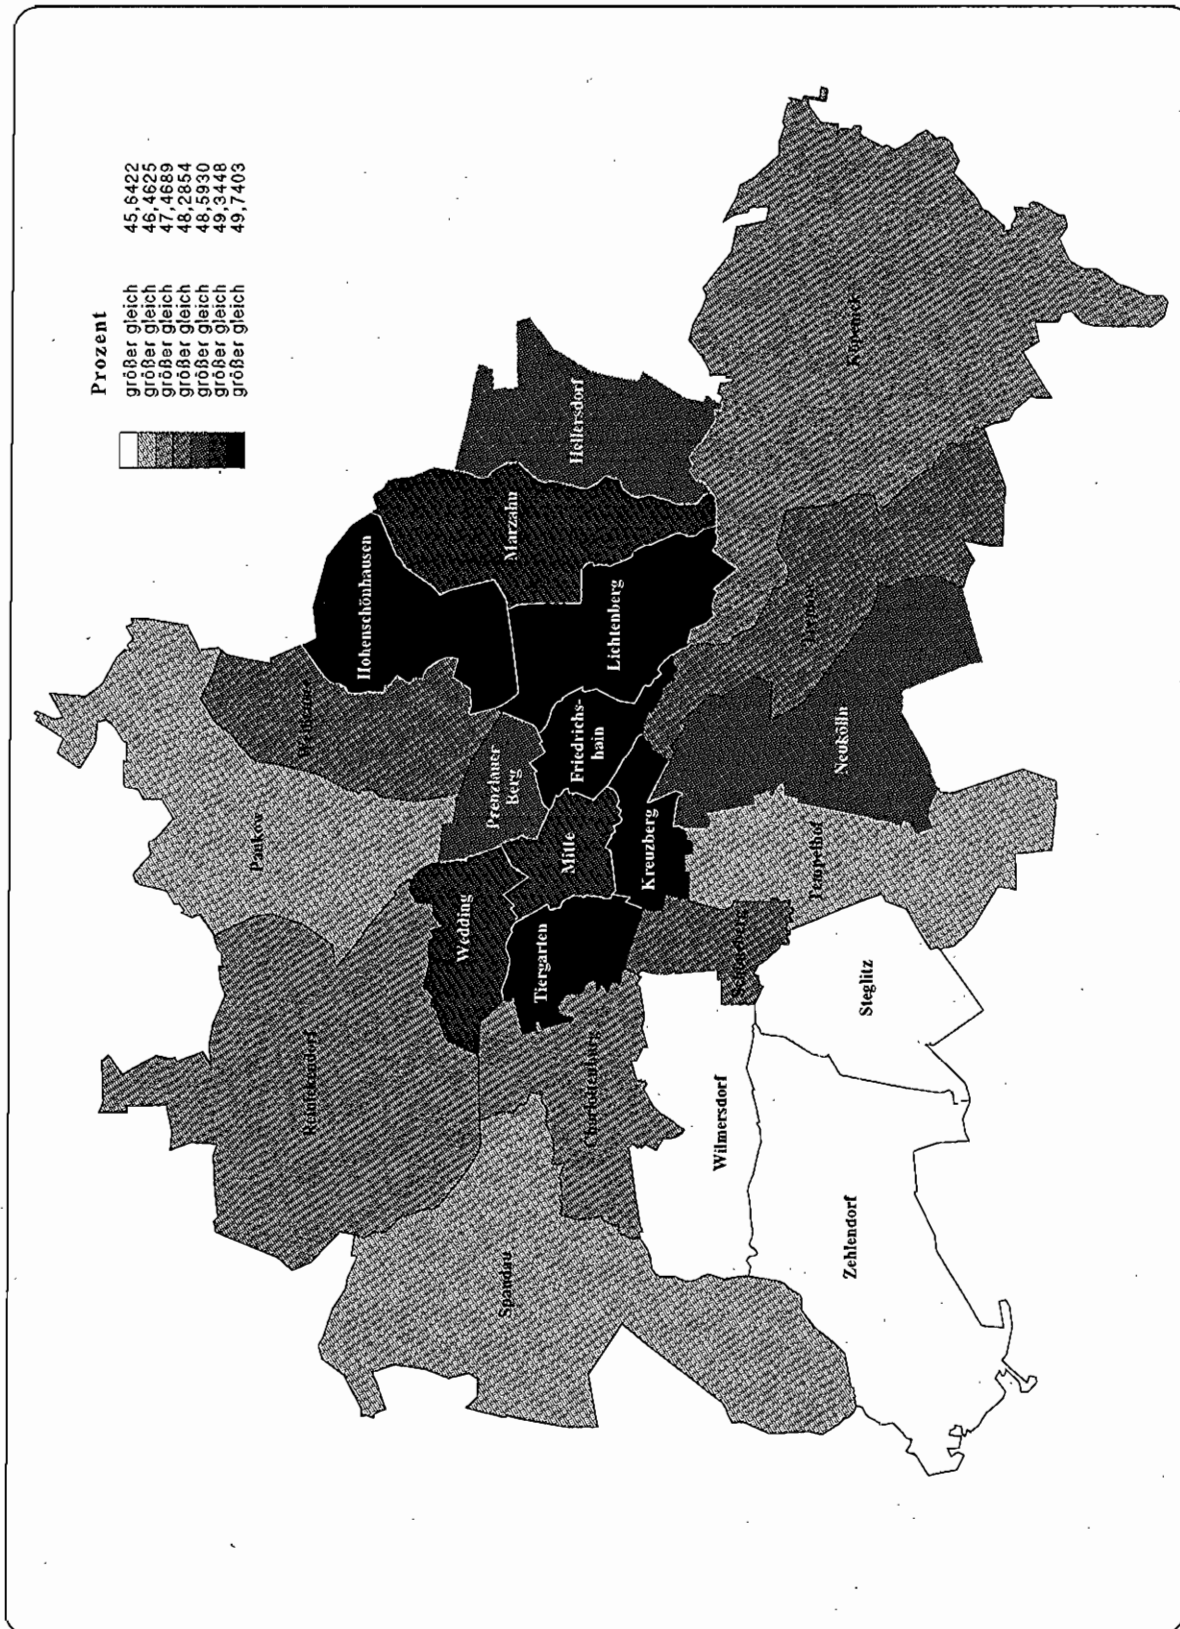 Prozent
größer gleich 45,6422
größer gleich 46,4625
größer gleich 47,4689
größer gleich 48,2854
größer gleich 48,5930
größer gleich 49,3448
größer gleich 49,7403
Pankow
Hohenschönhausen
Marzahn
Hellersdorf
Reinickendorf
Wedding
Prenzlauer
Berg
Friedrichs-
hain
Lichtenberg
Mitte
Tiergarten
Kreuzberg
Spandau
Charlottenburg
Wilmersdorf
Zehlendorf
Steglitz
Tempelhof
Neukölln